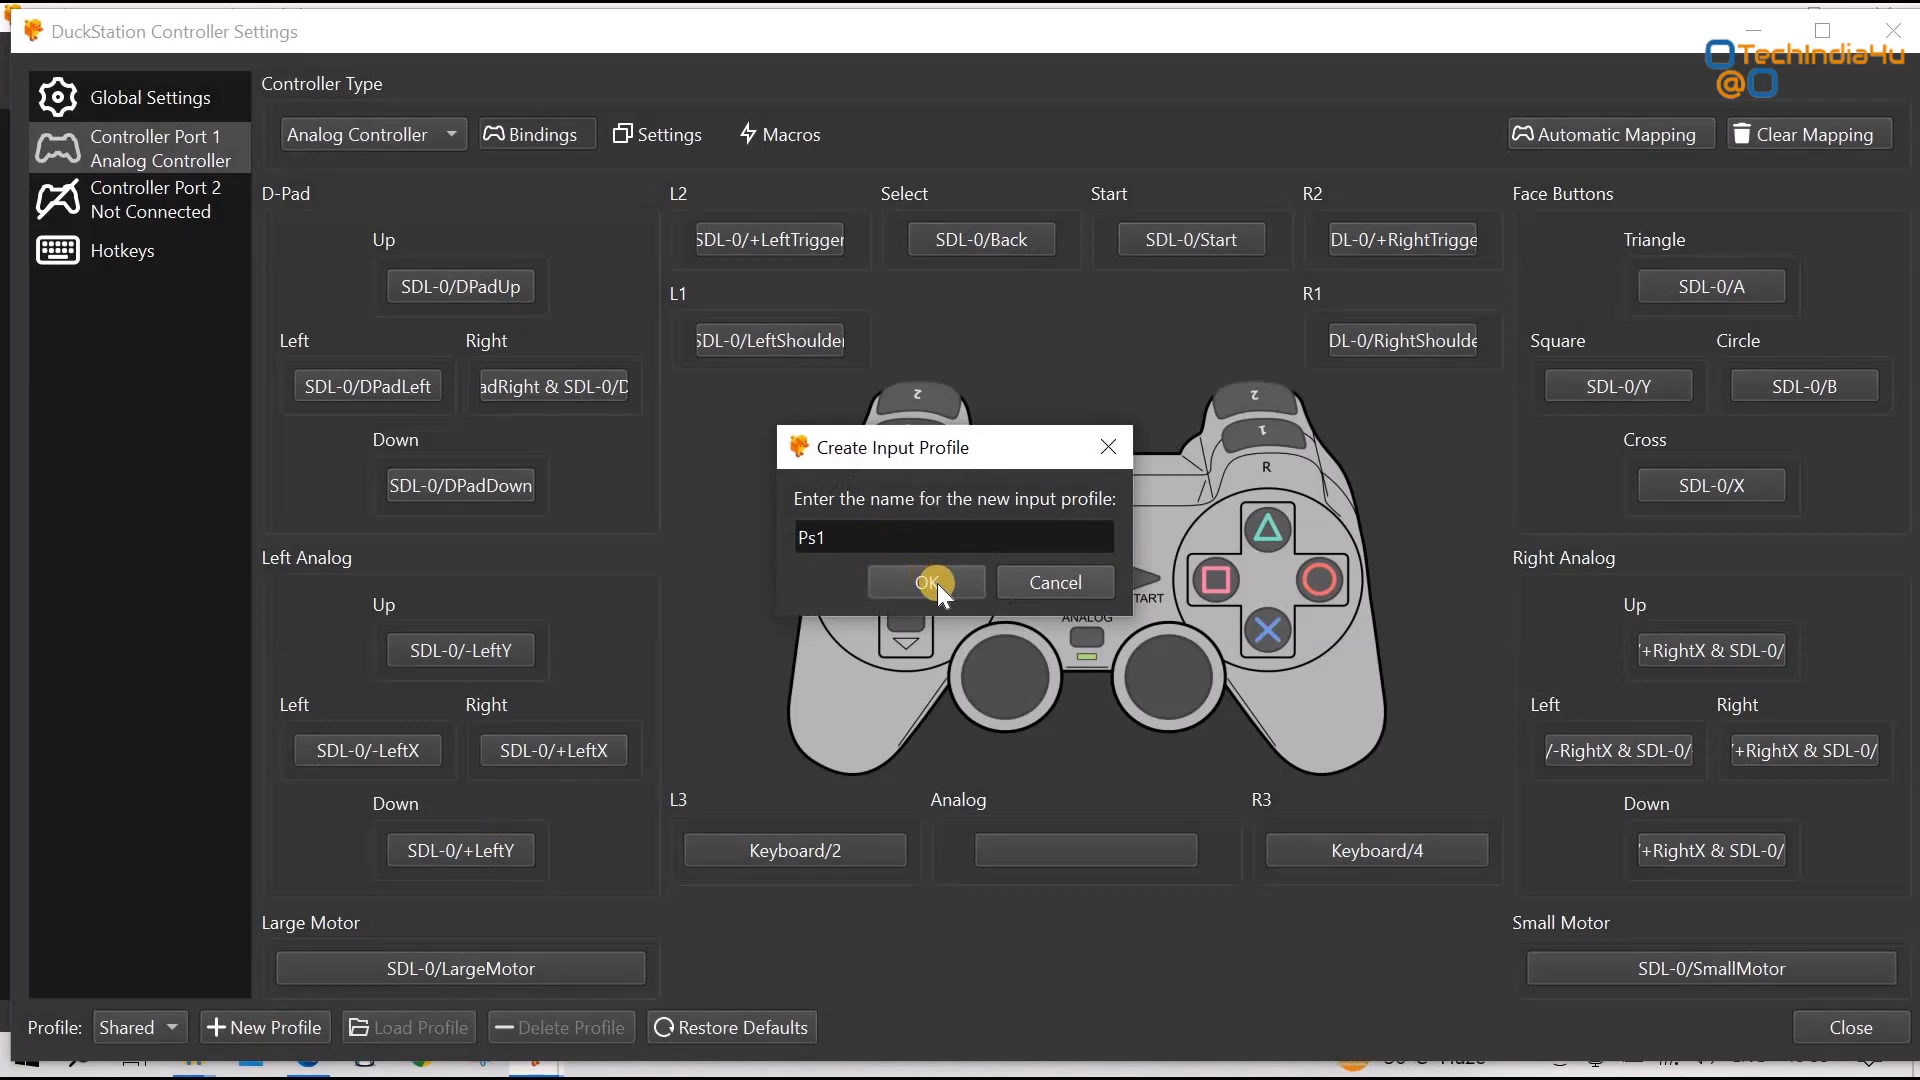 DuckStation Controller Settings
TechIndia4u
@
Global Settings
Controller Port 1
Analog Controller
Controller Port 2
Not Connected
Hotkeys
Controller Type
Analog Controller
Bindings
Settings
Macros
Automatic Mapping
Clear Mapping
D-Pad
Up
SDL-0/DPadUp
Left
Right
SDL-0/DPadLeft
adRight & SDL-0/D
Down
SDL-0/DPadDown
Left Analog
Up
SDL-0/-LeftY
Left
Right
SDL-0/-LeftX
SDL-0/+LeftX
Down
SDL-0/+LeftY
Large Motor
SDL-0/LargeMotor
L2
SDL-0/+LeftTrigger
Select
SDL-0/Back
Start
SDL-0/Start
R2
DL-0/+RightTrigge
L1
SDL-0/LeftShoulder
R1
DL-0/RightShoulde
2
2
1
R
START
ANALOG
Create Input Profile
Enter the name for the new input profile:
Ps1
OK
Cancel
L3
Keyboard/2
Analog
R3
Keyboard/4
Face Buttons
Triangle
SDL-0/A
Square
Circle
SDL-0/Y
SDL-0/B
Cross
SDL-0/X
Right Analog
Up
'+RightX & SDL-0/
Left
Right
/-RightX & SDL-0/
'+RightX & SDL-0/
Down
'+RightX & SDL-0/
Small Motor
SDL-0/SmallMotor
Profile:
Shared
New Profile
Load Profile
Delete Profile
Restore Defaults
Close